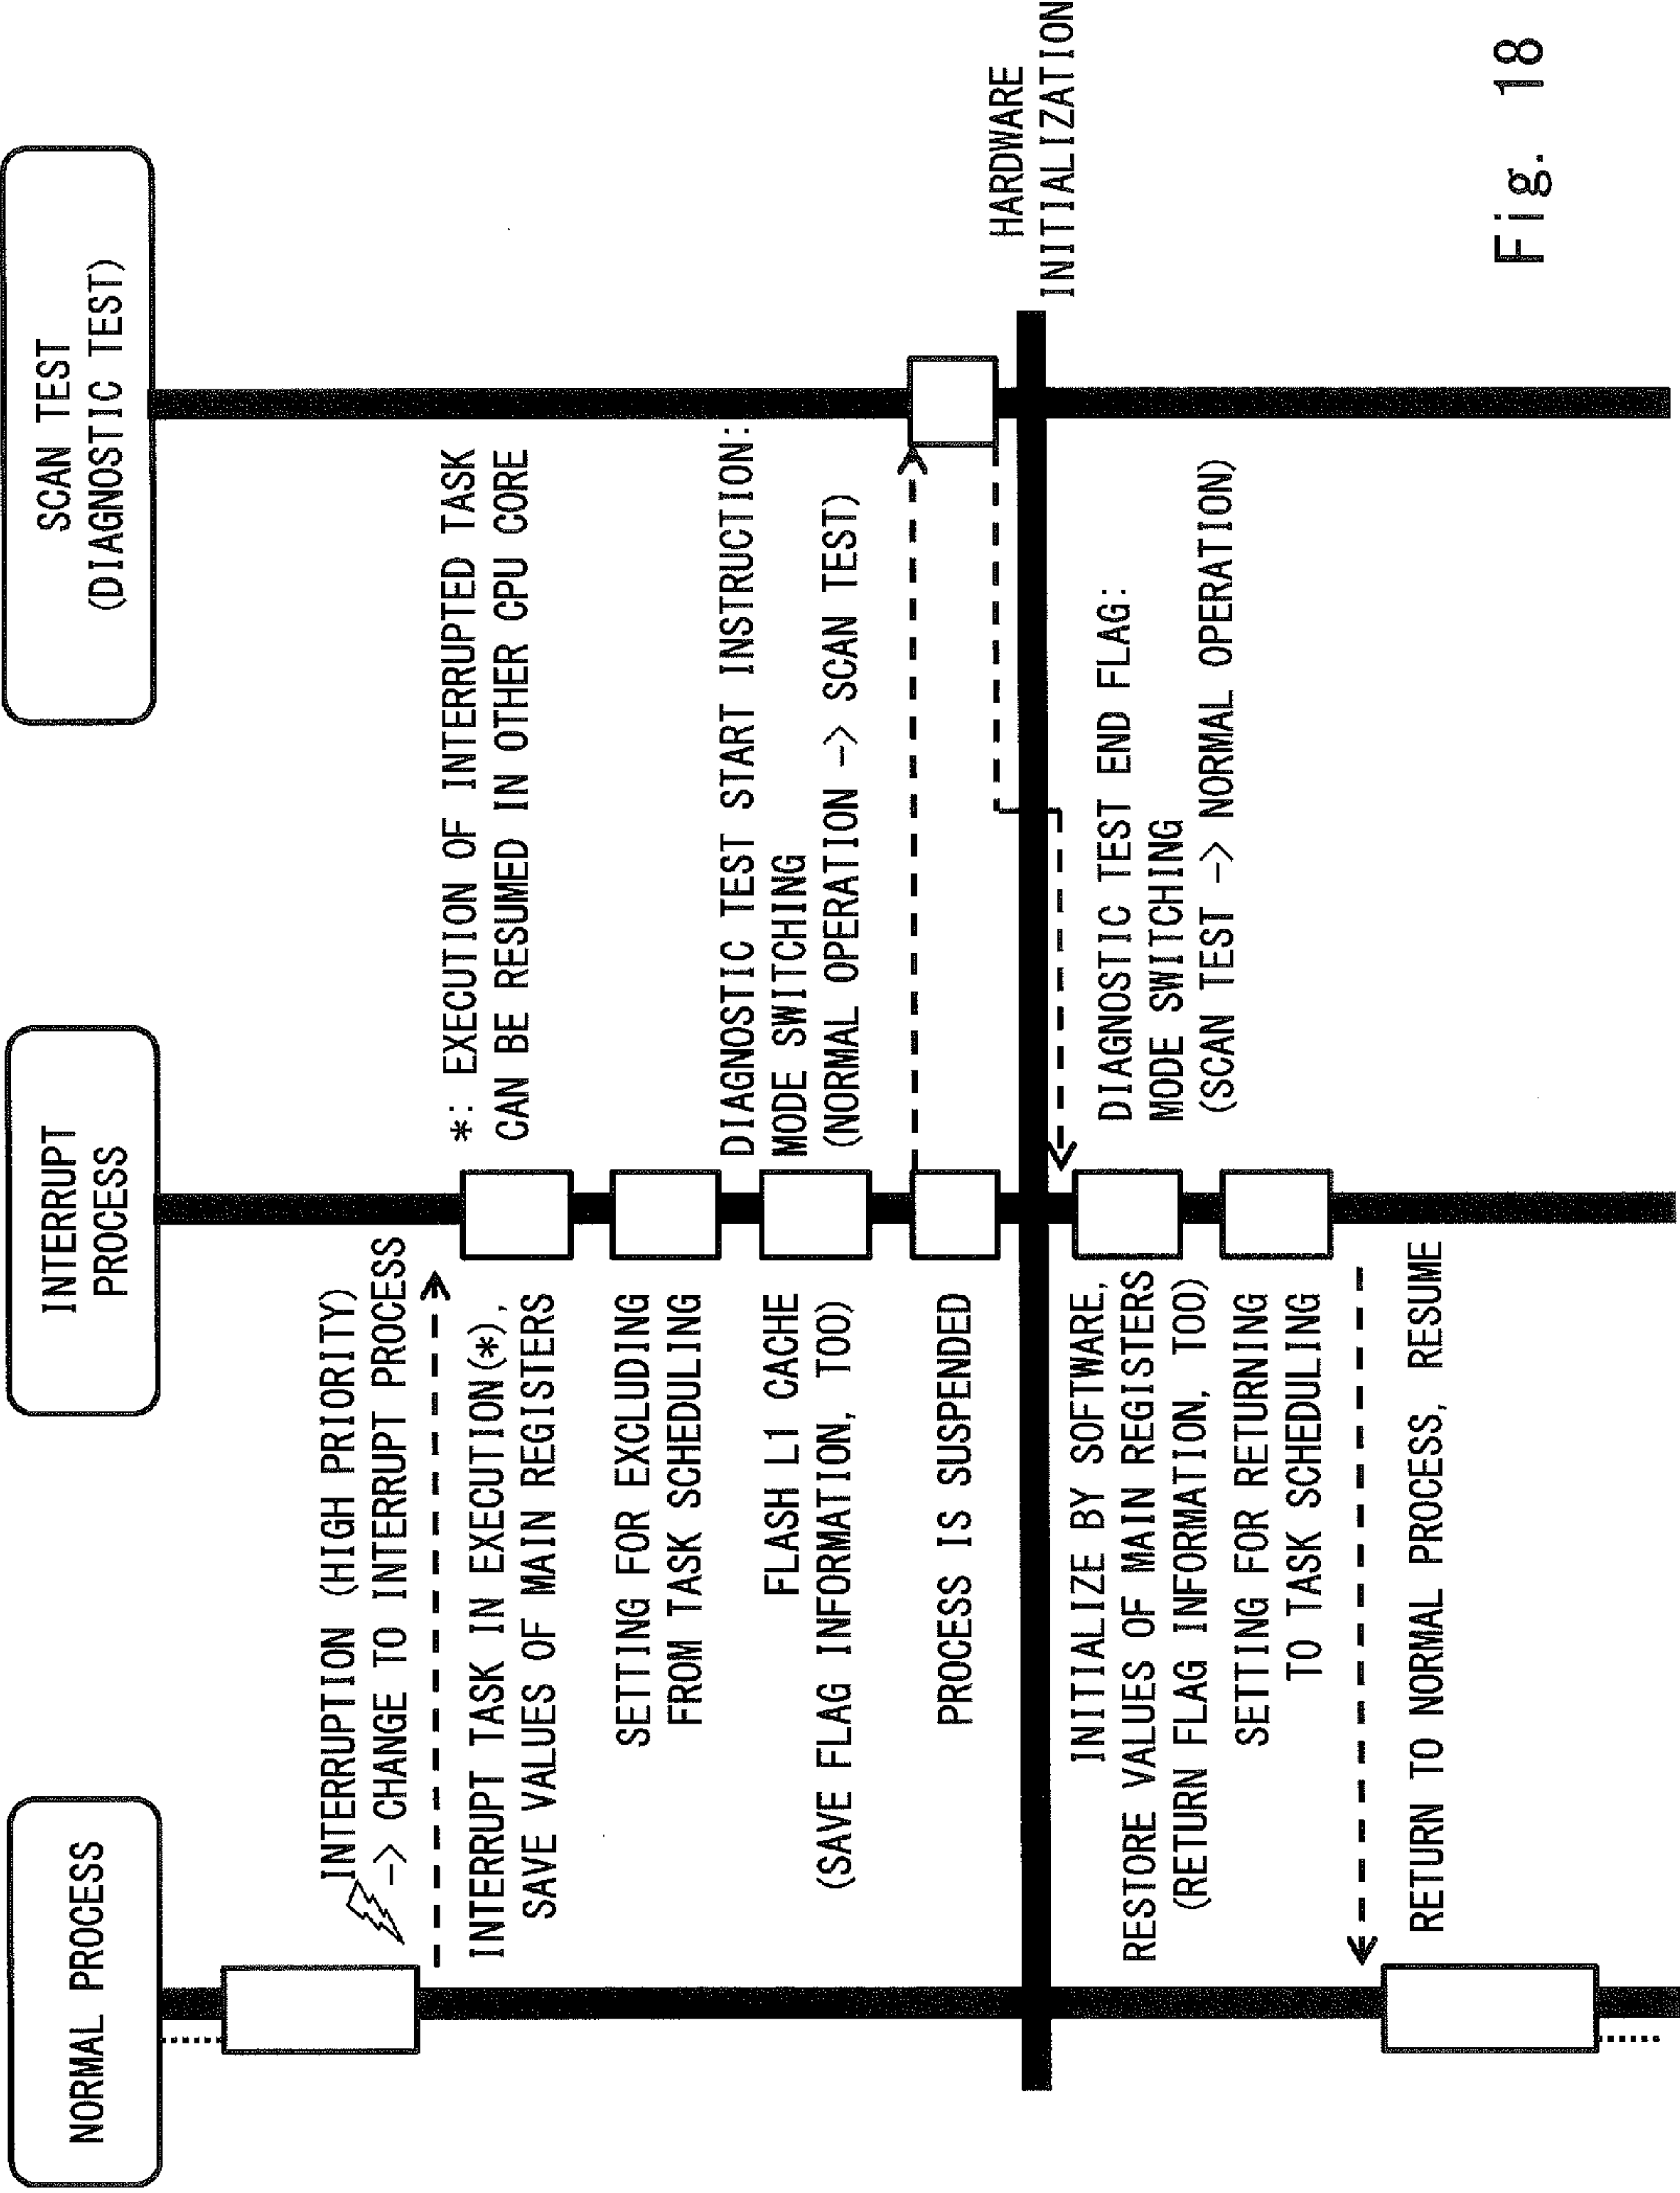 NORMAL PROCESS
INTERRUPT
PROCESS
SCAN TEST
(DIAGNOSTIC TEST)
INTERRUPTION (HIGH PRIORITY)
-> CHANGE TO INTERRUPT PROCESS
INTERRUPT TASK IN EXECUTION(*),
SAVE VALUES OF MAIN REGISTERS
*: EXECUTION OF INTERRUPTED TASK
CAN BE RESUMED IN OTHER CPU CORE
SETTING FOR EXCLUDING
FROM TASK SCHEDULING
FLASH L1 CACHE
(SAVE FLAG INFORMATION, TOO)
DIAGNOSTIC TEST START INSTRUCTION:
MODE SWITCHING
(NORMAL OPERATION -> SCAN TEST)
PROCESS IS SUSPENDED
HARDWARE
INITIALIZATION
INITIALIZE BY SOFTWARE,
RESTORE VALUES OF MAIN REGISTERS
(RETURN FLAG INFORMATION, TOO)
DIAGNOSTIC TEST END FLAG:
MODE SWITCHING
(SCAN TEST -> NORMAL OPERATION)
SETTING FOR RETURNING
TO TASK SCHEDULING
RETURN TO NORMAL PROCESS, RESUME
Fig. 18